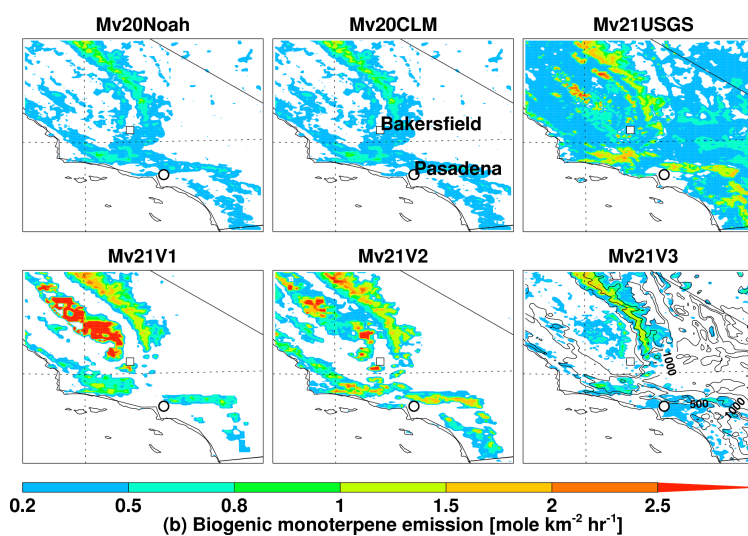 Mv20Noah Mv20CLM Mv21USGS
Bakersfield
Pasadena
Mv21V1 Mv21V2 Mv21V3
1000
500
1000
0.2 0.5 0.8 1 1.5 2 2.5
(b) Biogenic monoterpene emission [mole km⁻² hr⁻¹]